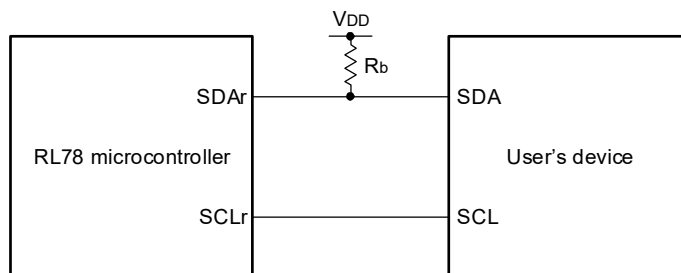 VDD
Rb
SDAr
SDA
RL78 microcontroller
User's device
SCLr
SCL